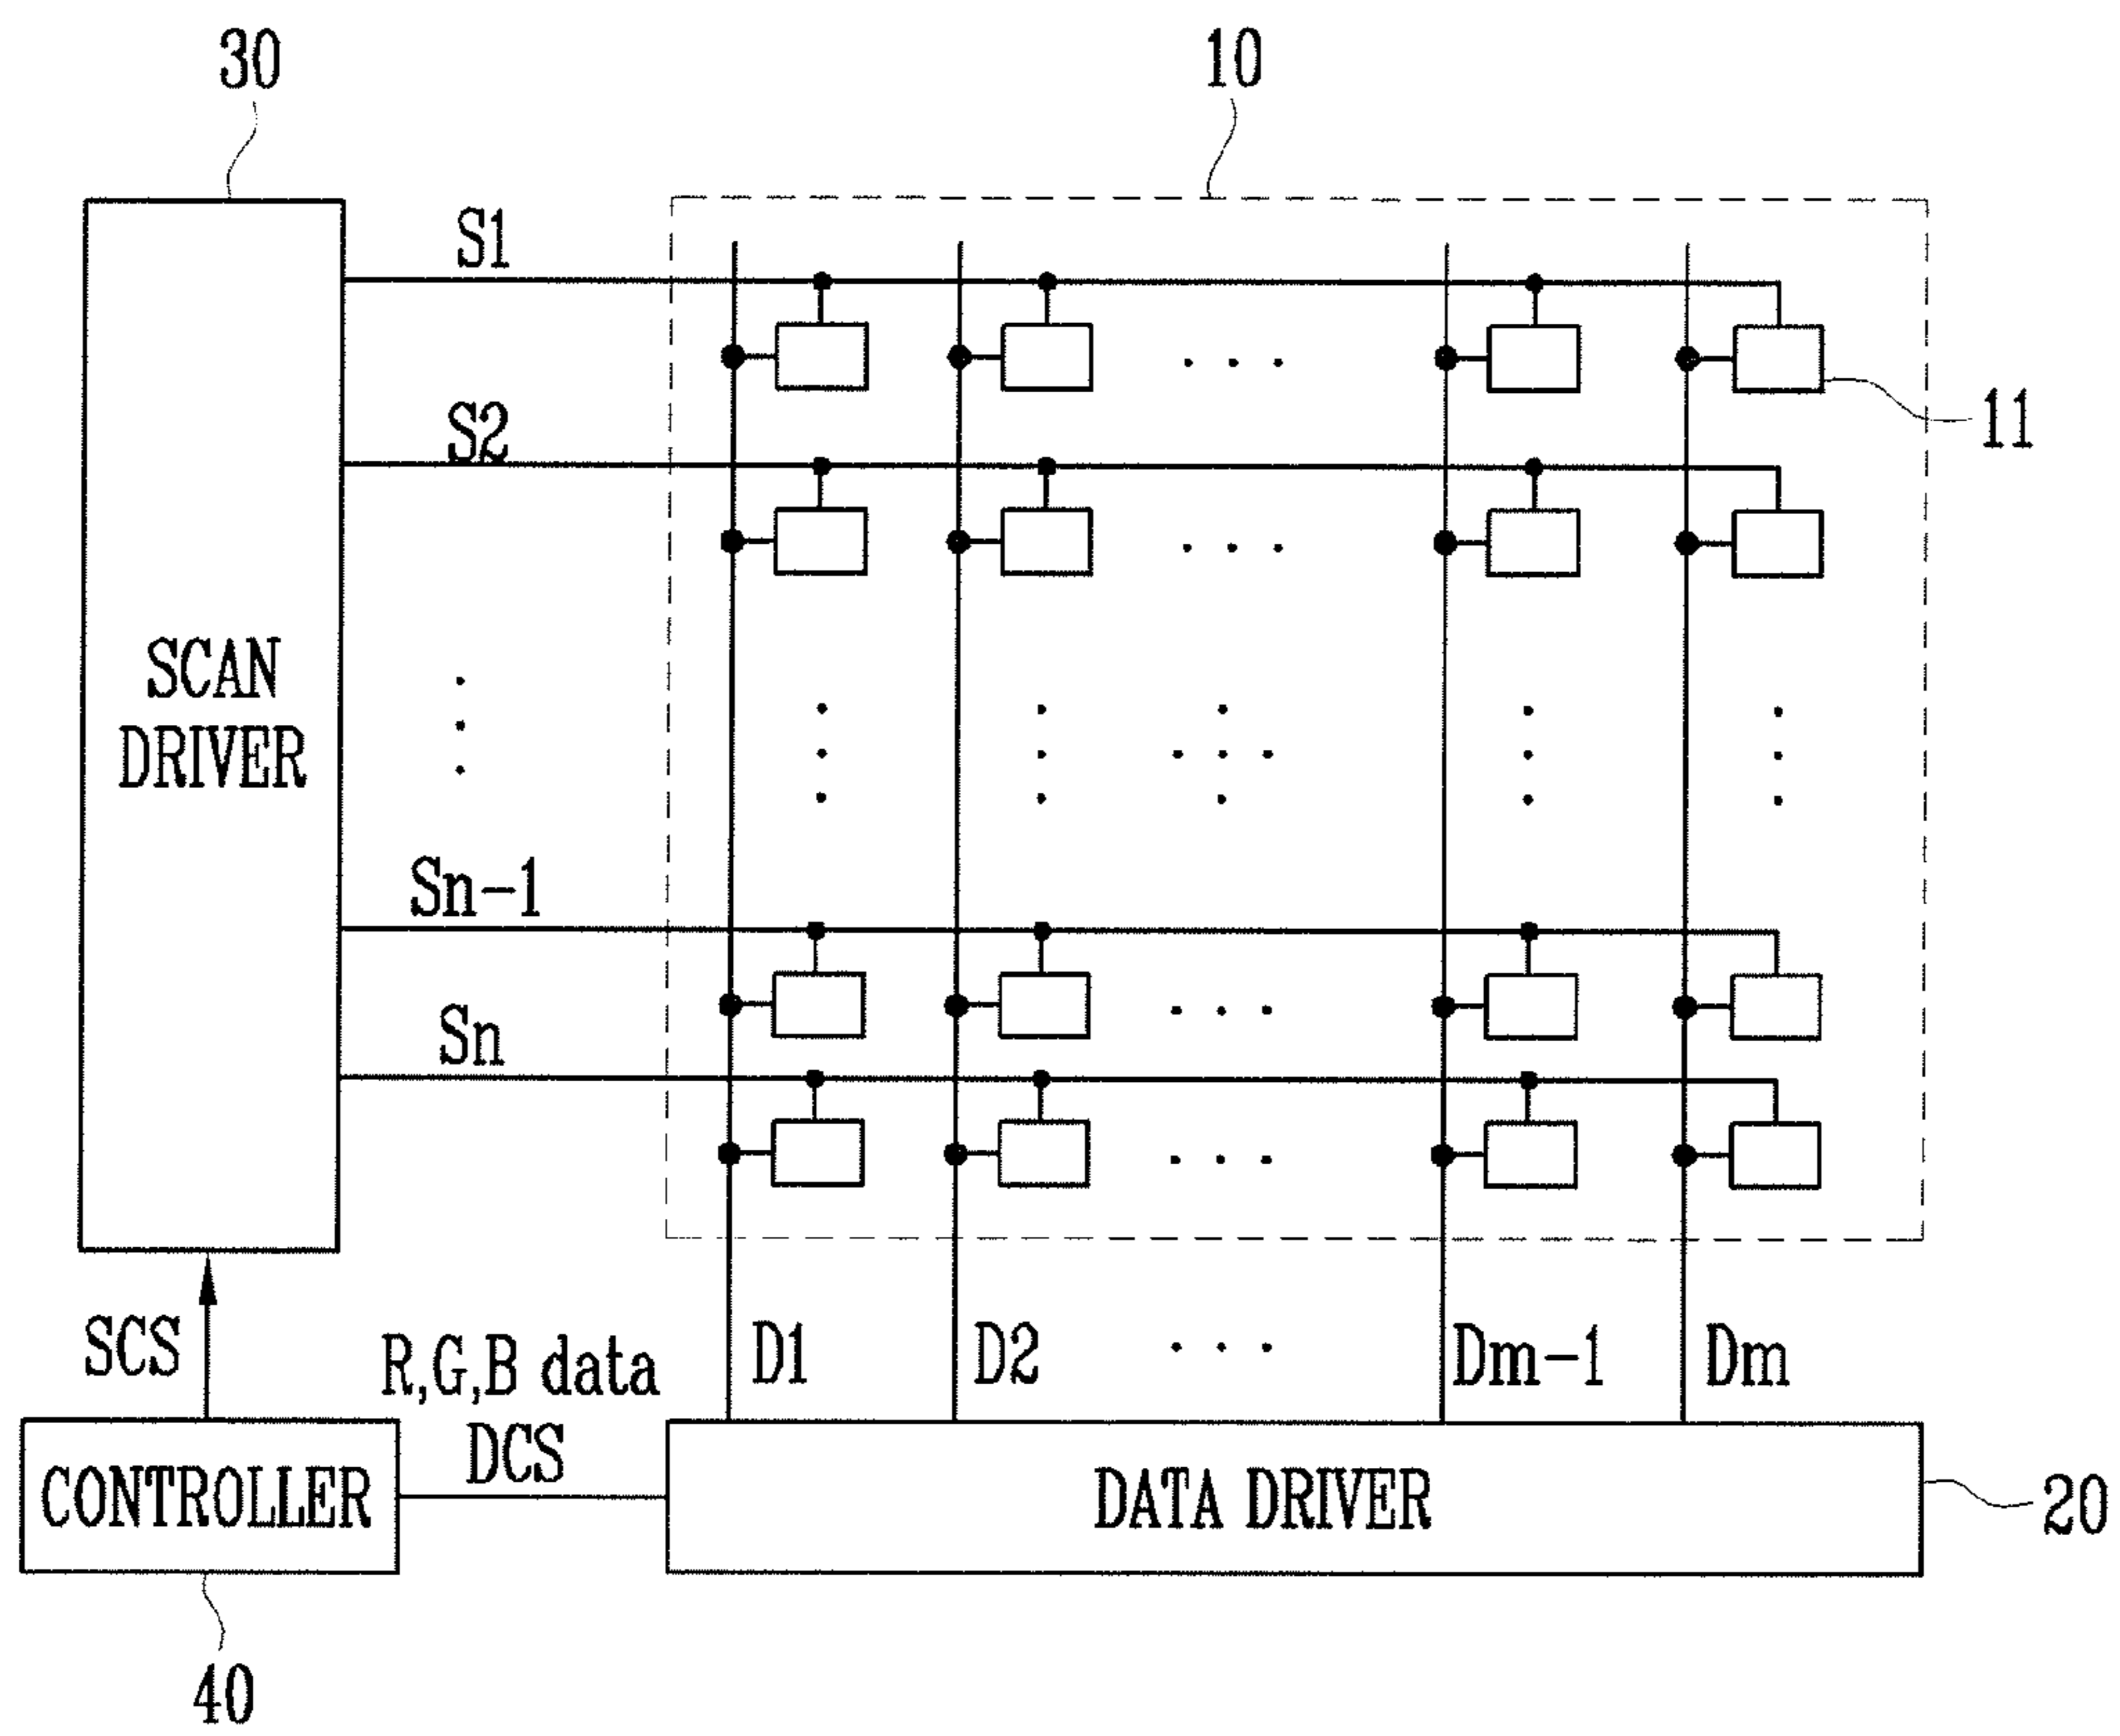 30
10
S1
11
S2
SCAN
DRIVER
Sn-1
Sn
SCS
R,G,B data
D1
D2
Dm-1
Dm
DCS
CONTROLLER
DATA DRIVER
20
40